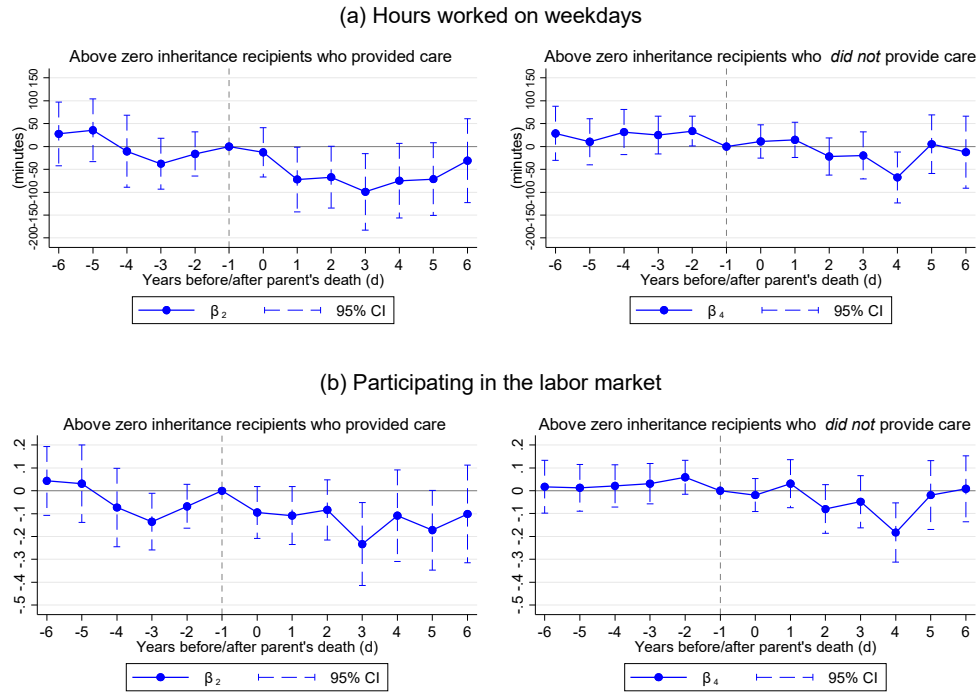 (a) Hours worked on weekdays
Above zero inheritance recipients who provided care
(minutes)
-200-150-100 -50 0 50 100 150
-6 -5 -4 -3 -2 -1 0 1 2 3 4 5 6
Years before/after parent's death (d)
β2 95% CI
Above zero inheritance recipients who did not provide care
(minutes)
-200-150-100 -50 0 50 100 150
-6 -5 -4 -3 -2 -1 0 1 2 3 4 5 6
Years before/after parent's death (d)
β4 95% CI
(b) Participating in the labor market
Above zero inheritance recipients who provided care
-.5 -.4 -.3 -.2 -.1 0 .1 .2
-6 -5 -4 -3 -2 -1 0 1 2 3 4 5 6
Years before/after parent's death (d)
β2 95% CI
Above zero inheritance recipients who did not provide care
-.5 -.4 -.3 -.2 -.1 0 .1 .2
-6 -5 -4 -3 -2 -1 0 1 2 3 4 5 6
Years before/after parent's death (d)
β4 95% CI